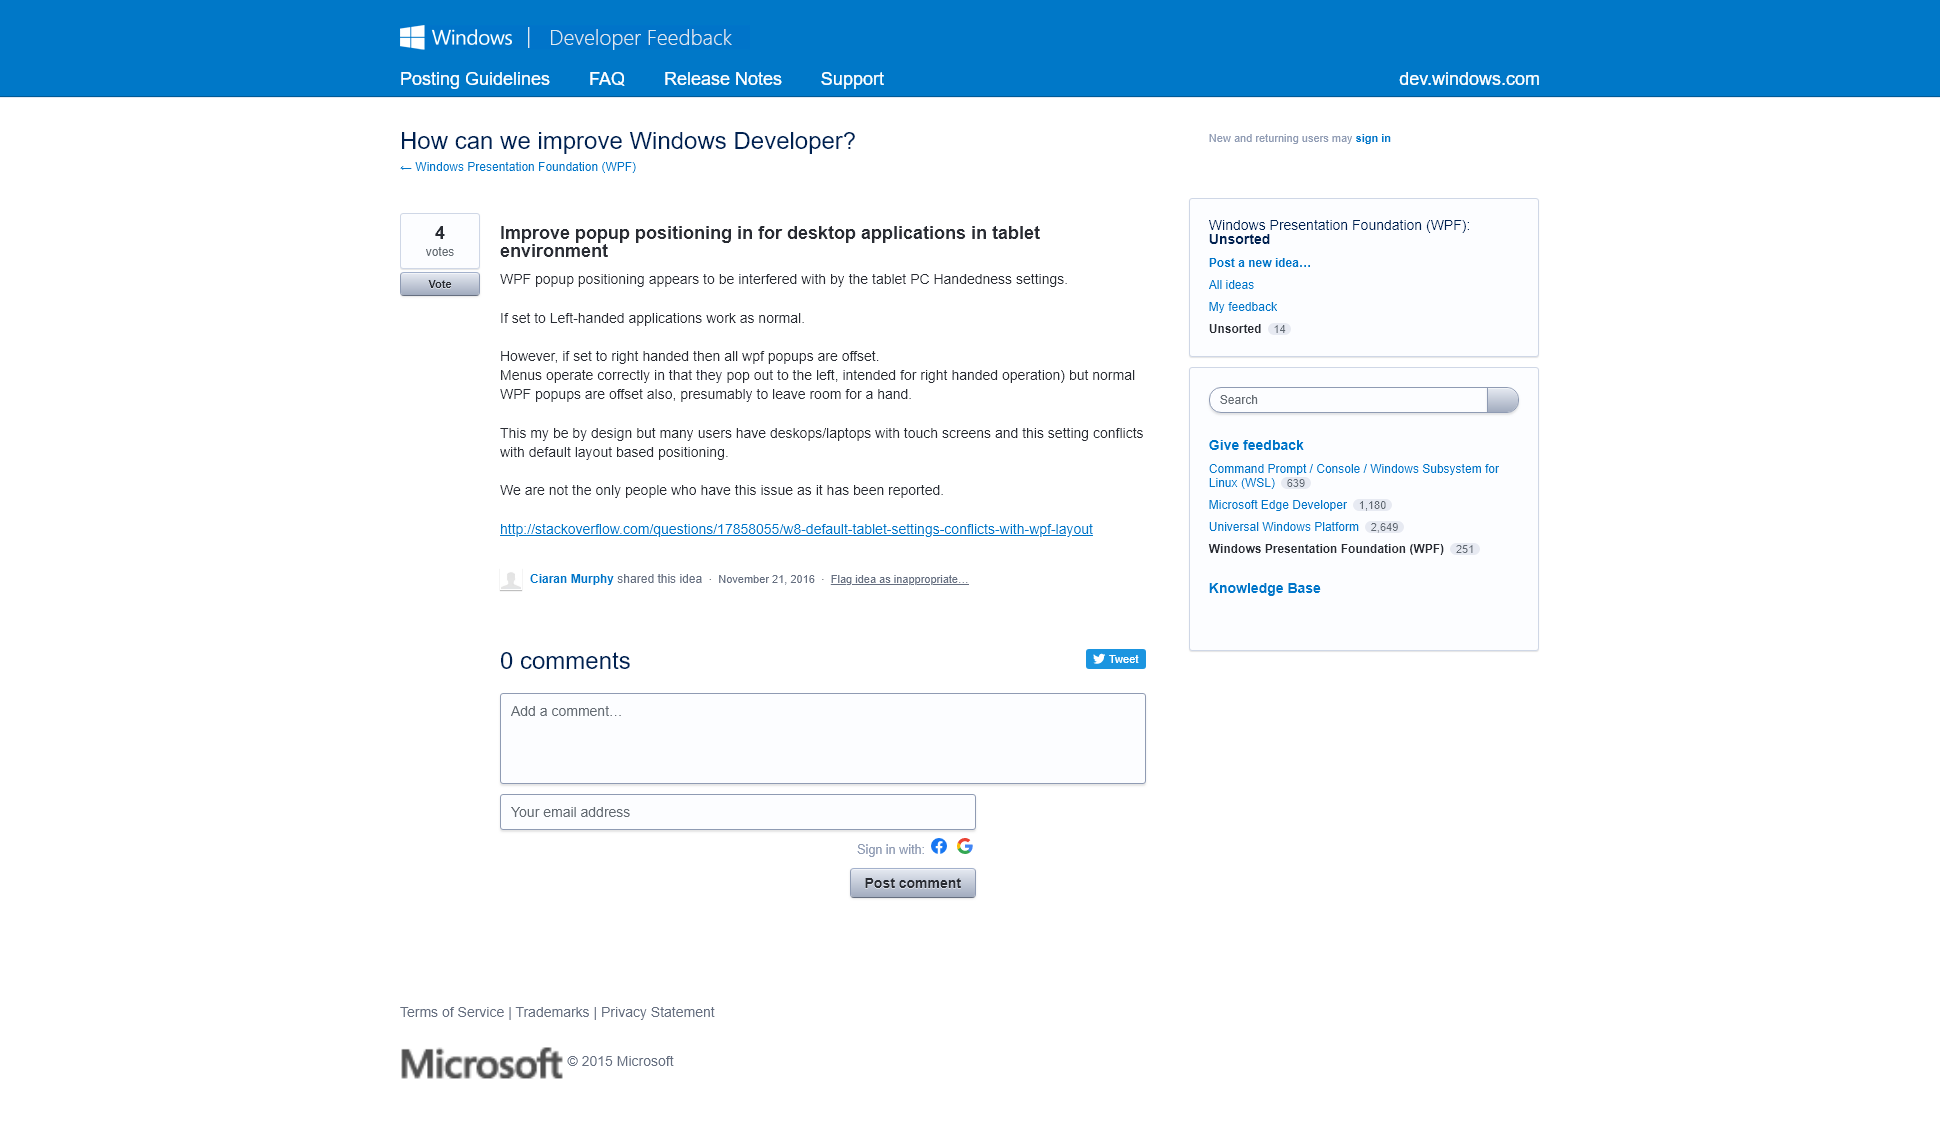 Windows | Developer Feedback
Posting Guidelines FAQ Release Notes Support dev.windows.com
How can we improve Windows Developer?
← Windows Presentation Foundation (WPF)
New and returning users may sign in
4
votes
Vote
Improve popup positioning in for desktop applications in tablet
environment
WPF popup positioning appears to be interfered with by the tablet PC Handedness settings.
If set to Left-handed applications work as normal.
However, if set to right handed then all wpf popups are offset.
Menus operate correctly in that they pop out to the left, intended for right handed operation) but normal
WPF popups are offset also, presumably to leave room for a hand.
This my be by design but many users have deskops/laptops with touch screens and this setting conflicts
with default layout based positioning.
We are not the only people who have this issue as it has been reported.
http://stackoverflow.com/questions/17858055/w8-default-tablet-settings-conflicts-with-wpf-layout
Ciaran Murphy shared this idea · November 21, 2016 · Flag idea as inappropriate…
0 comments
Tweet
Add a comment…
Your email address
Sign in with:
Post comment
Windows Presentation Foundation (WPF):
Unsorted
Post a new idea…
All ideas
My feedback
Unsorted 14
Search
Give feedback
Command Prompt / Console / Windows Subsystem for
Linux (WSL) 639
Microsoft Edge Developer 1,180
Universal Windows Platform 2,649
Windows Presentation Foundation (WPF) 251
Knowledge Base
Terms of Service | Trademarks | Privacy Statement
Microsoft © 2015 Microsoft